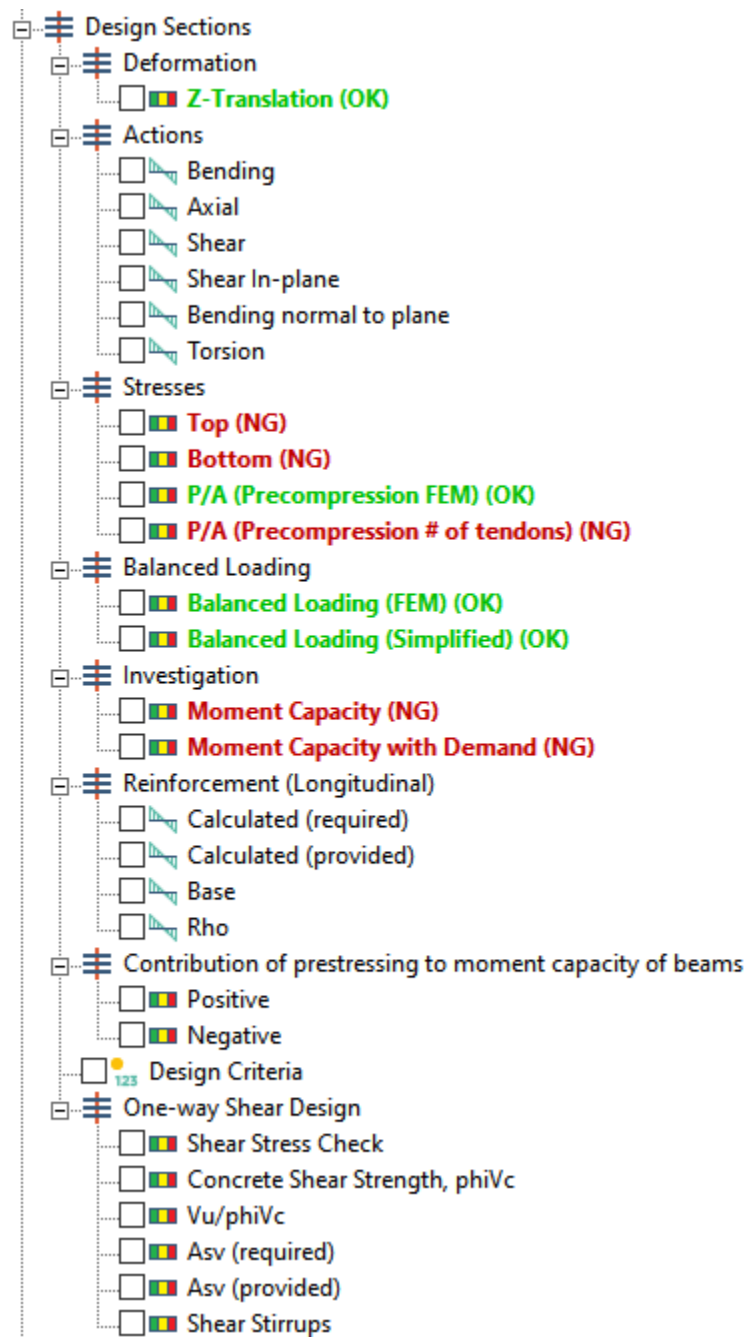 Design Sections
Deformation
Z-Translation (OK)
Actions
Bending
Axial
Shear
Shear In-plane
Bending normal to plane
Torsion
Stresses
Top (NG)
Bottom (NG)
P/A (Precompression FEM) (OK)
P/A (Precompression # of tendons) (NG)
Balanced Loading
Balanced Loading (FEM) (OK)
Balanced Loading (Simplified) (OK)
Investigation
Moment Capacity (NG)
Moment Capacity with Demand (NG)
Reinforcement (Longitudinal)
Calculated (required)
Calculated (provided)
Base
Rho
Contribution of prestressing to moment capacity of beams
Positive
Negative
123 Design Criteria
One-way Shear Design
Shear Stress Check
Concrete Shear Strength, phiVc
Vu/phiVc
Asv (required)
Asv (provided)
Shear Stirrups